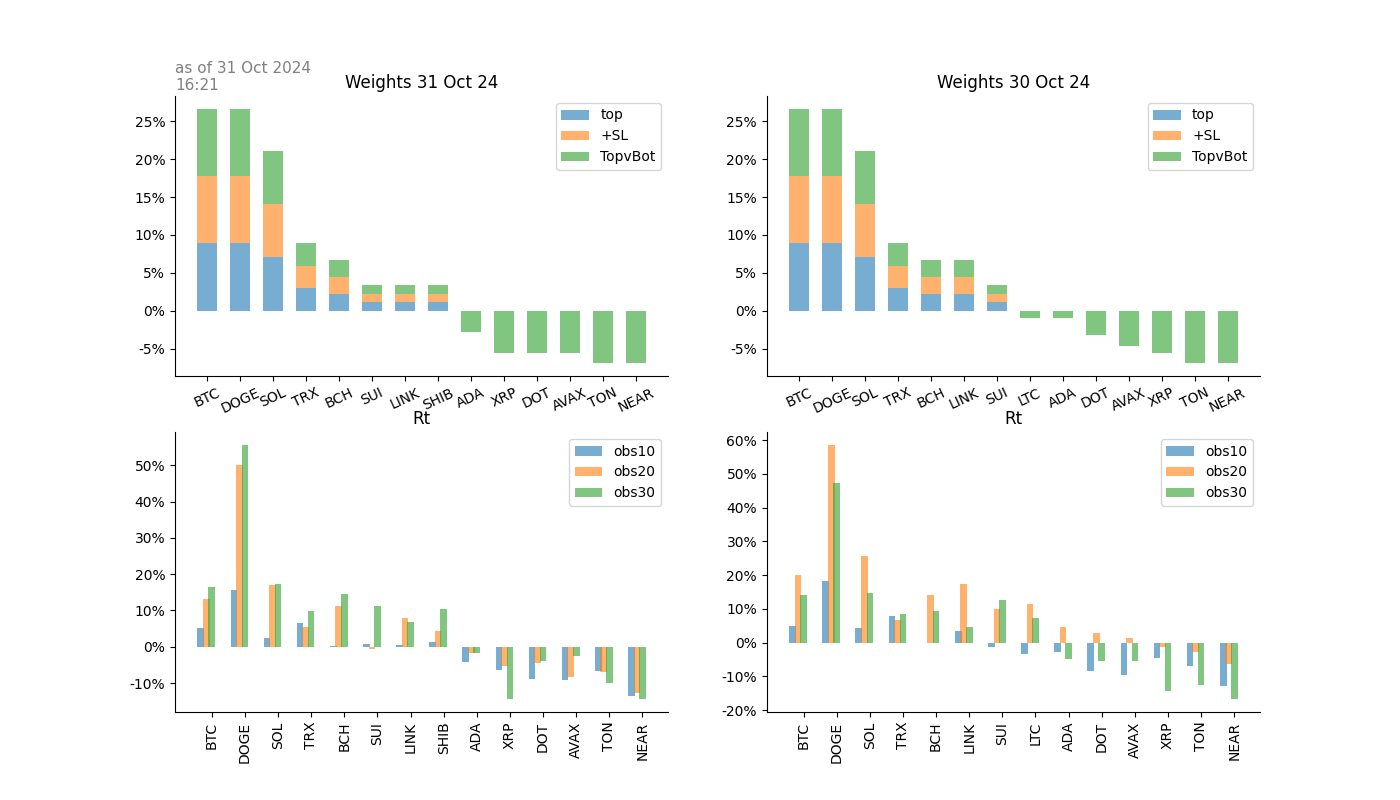 as of 31 Oct 2024
16:21
Weights 31 Oct 24
25%
20%
15%
10%
5%
0%
-5%
top
+SL
TopvBot
BTC DOGE SOL TRX BCH SUI LINK SHIB ADA XRP DOT AVAX TON NEAR
Weights 30 Oct 24
25%
20%
15%
10%
5%
0%
-5%
top
+SL
TopvBot
BTC DOGE SOL TRX BCH LINK SUI LTC ADA DOT AVAX XRP TON NEAR
Rt
50%
40%
30%
20%
10%
0%
-10%
obs10
obs20
obs30
BTC DOGE SOL TRX BCH SUI LINK SHIB ADA XRP DOT AVAX TON NEAR
Rt
60%
50%
40%
30%
20%
10%
0%
-10%
-20%
obs10
obs20
obs30
BTC DOGE SOL TRX BCH LINK SUI LTC ADA DOT AVAX XRP TON NEAR